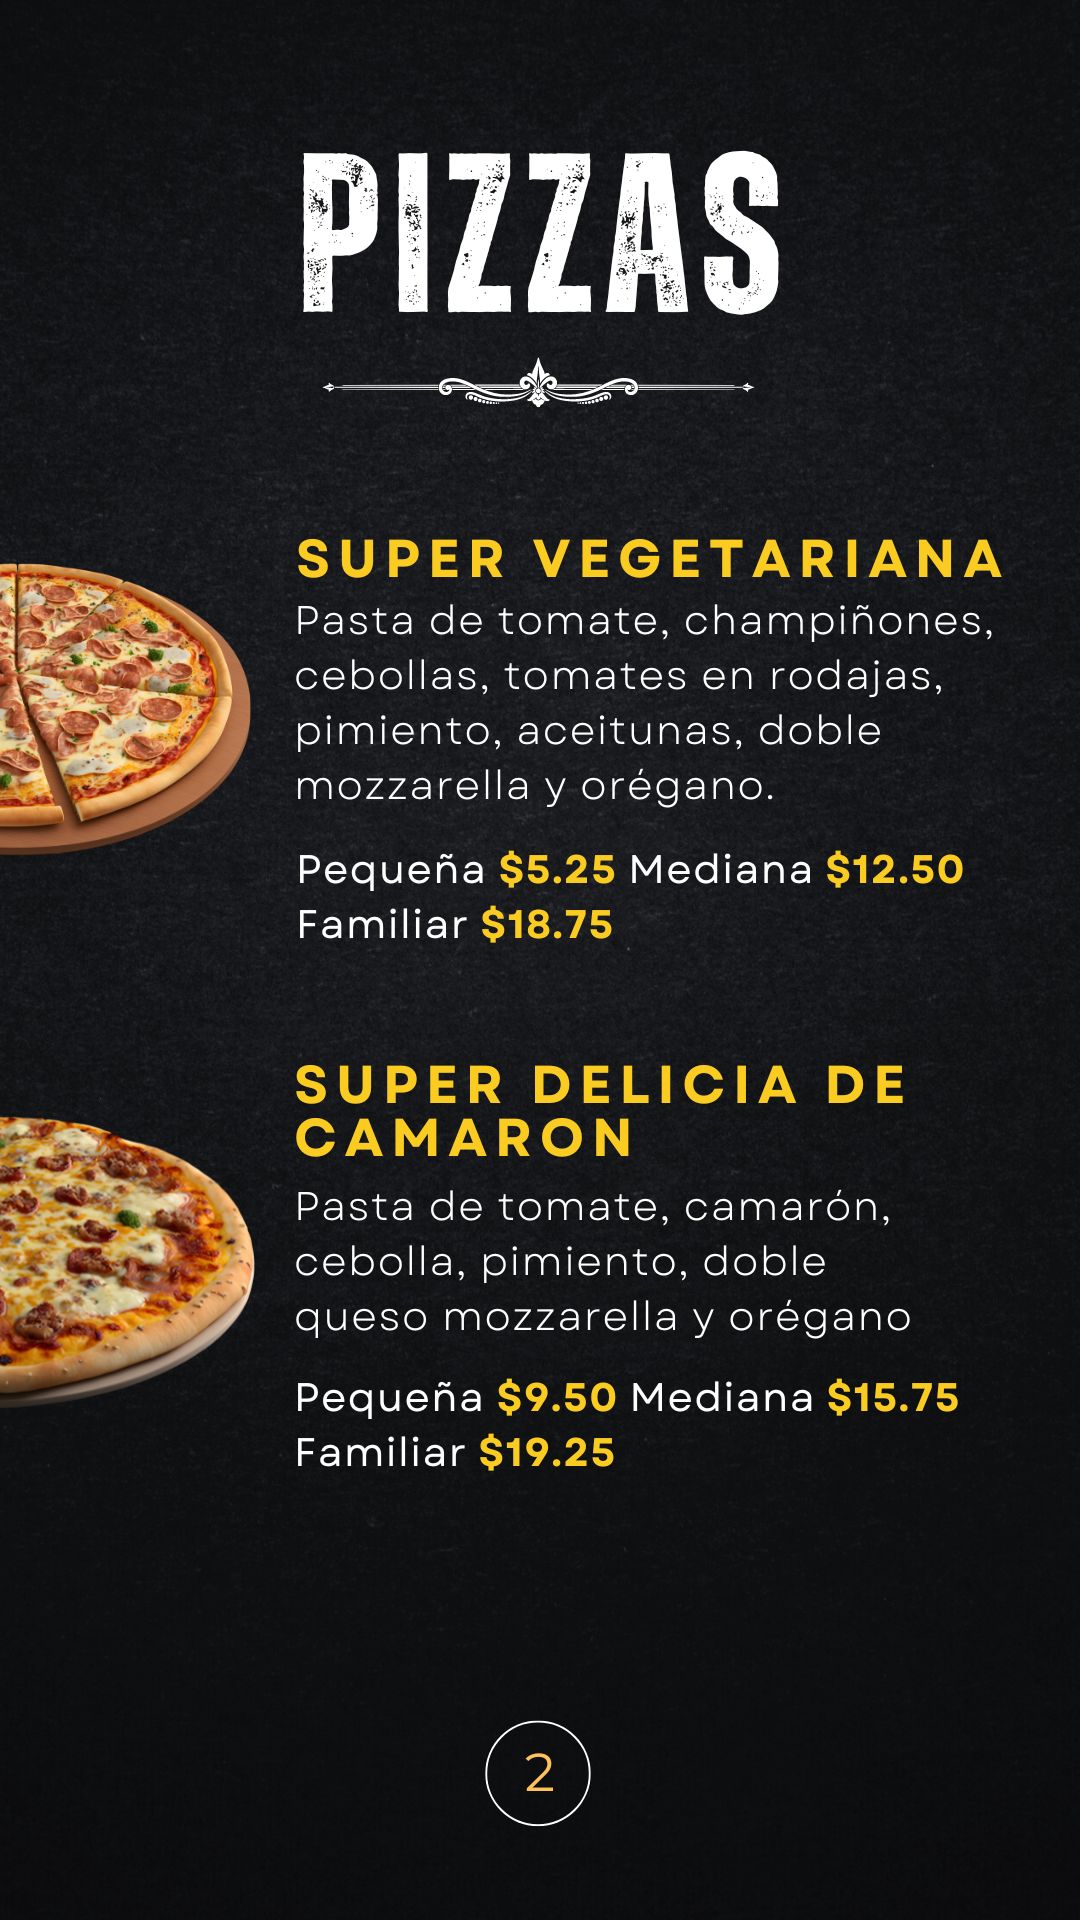 PIZZAS
SUPER VEGETARIANA
Pasta de tomate, champiñones,
cebollas, tomates en rodajas,
pimiento, aceitunas, doble
mozzarella y orégano.
Pequeña $5.25 Mediana $12.50
Familiar $18.75
SUPER DELICIA DE
CAMARON
Pasta de tomate, camarón,
cebolla, pimiento, doble
queso mozzarella y orégano
Pequeña $9.50 Mediana $15.75
Familiar $19.25
2